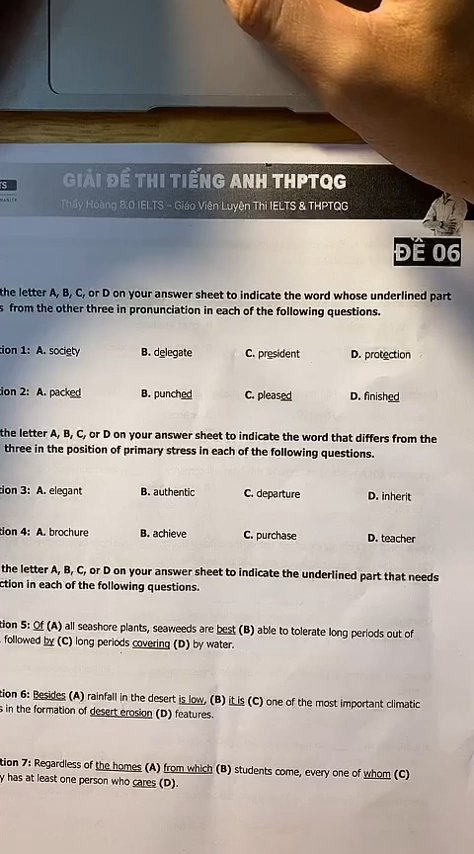 TS
GIẢI ĐỀ THI TIẾNG ANH THPTQG
Thầy Hoàng 8.0 IELTS - Giáo Viên Luyện Thi IELTS & THPTQG
ĐỀ 06
the letter A, B, C, or D on your answer sheet to indicate the word whose underlined part
s from the other three in pronunciation in each of the following questions.
tion 1: A. society B. delegate C. president D. protection
tion 2: A. packed B. punched C. pleased D. finished
the letter A, B, C, or D on your answer sheet to indicate the word that differs from the
three in the position of primary stress in each of the following questions.
tion 3: A. elegant B. authentic C. departure D. inherit
tion 4: A. brochure B. achieve C. purchase D. teacher
the letter A, B, C, or D on your answer sheet to indicate the underlined part that needs
ction in each of the following questions.
tion 5: Of (A) all seashore plants, seaweeds are best (B) able to tolerate long periods out of
followed by (C) long periods covering (D) by water.
tion 6: Besides (A) rainfall in the desert is low, (B) it is (C) one of the most important climatic
s in the formation of desert erosion (D) features.
tion 7: Regardless of the homes (A) from which (B) students come, every one of whom (C)
y has at least one person who cares (D).